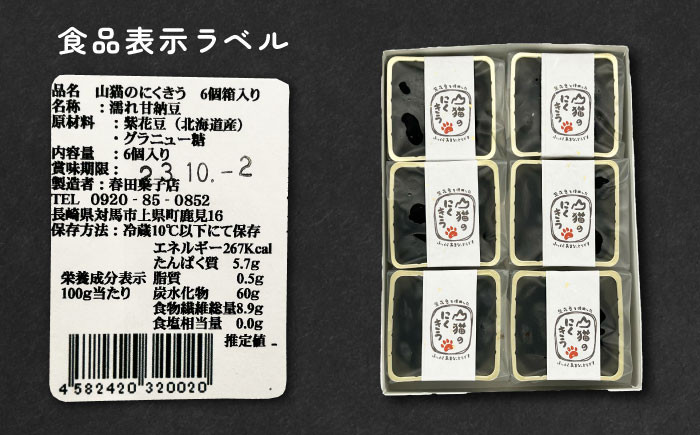 食品表示ラベル
品名　山猫のにくきう　6個箱入り
名称　：濡れ甘納豆
原材料　：紫花豆（北海道産）
・グラニュー糖
内容量　：6個入り
賞味期限：23.10.-2
製造者：春田菓子店
TEL　0920-85-0852
長崎県対馬市上県町鹿見16
保存方法：冷蔵10℃以下にて保存
栄養成分表示
100g当たり
エネルギー267Kcal
たんぱく質　5.7g
脂質　0.5g
炭水化物　60g
食物繊維総量8.9g
食塩相当量　0.0g
推定値
4582420320020
山猫の
にく
きう
山猫の
にく
きう
山猫の
にく
きう
山猫の
にく
きう
山猫の
にく
きう
山猫の
にく
きう